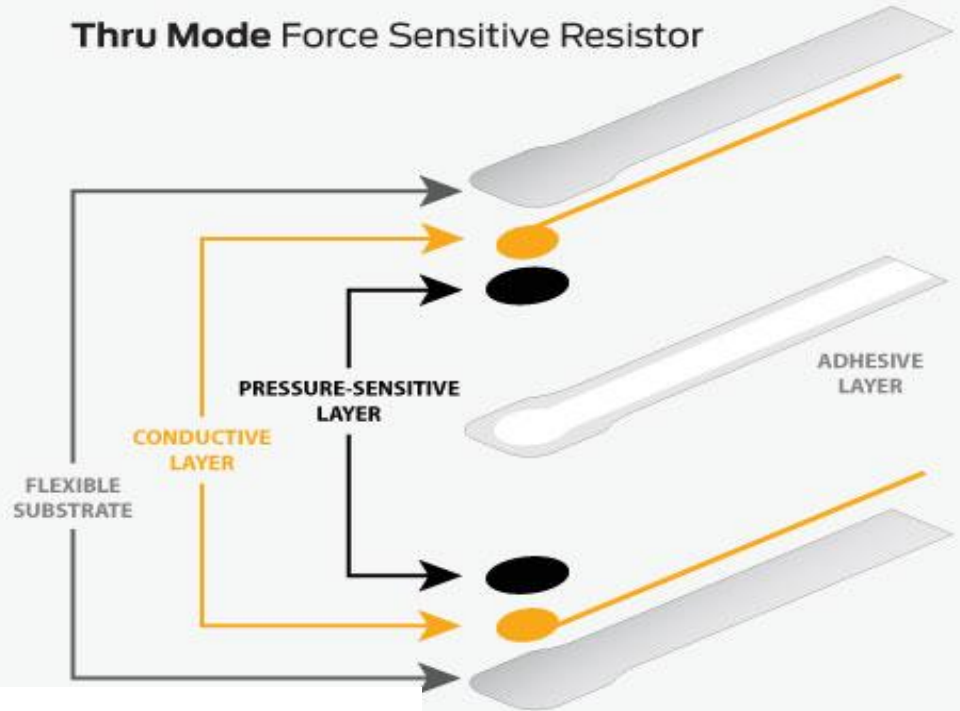 Thru Mode Force Sensitive Resistor
PRESSURE-SENSITIVE
LAYER
CONDUCTIVE
LAYER
FLEXIBLE
SUBSTRATE
ADHESIVE
LAYER